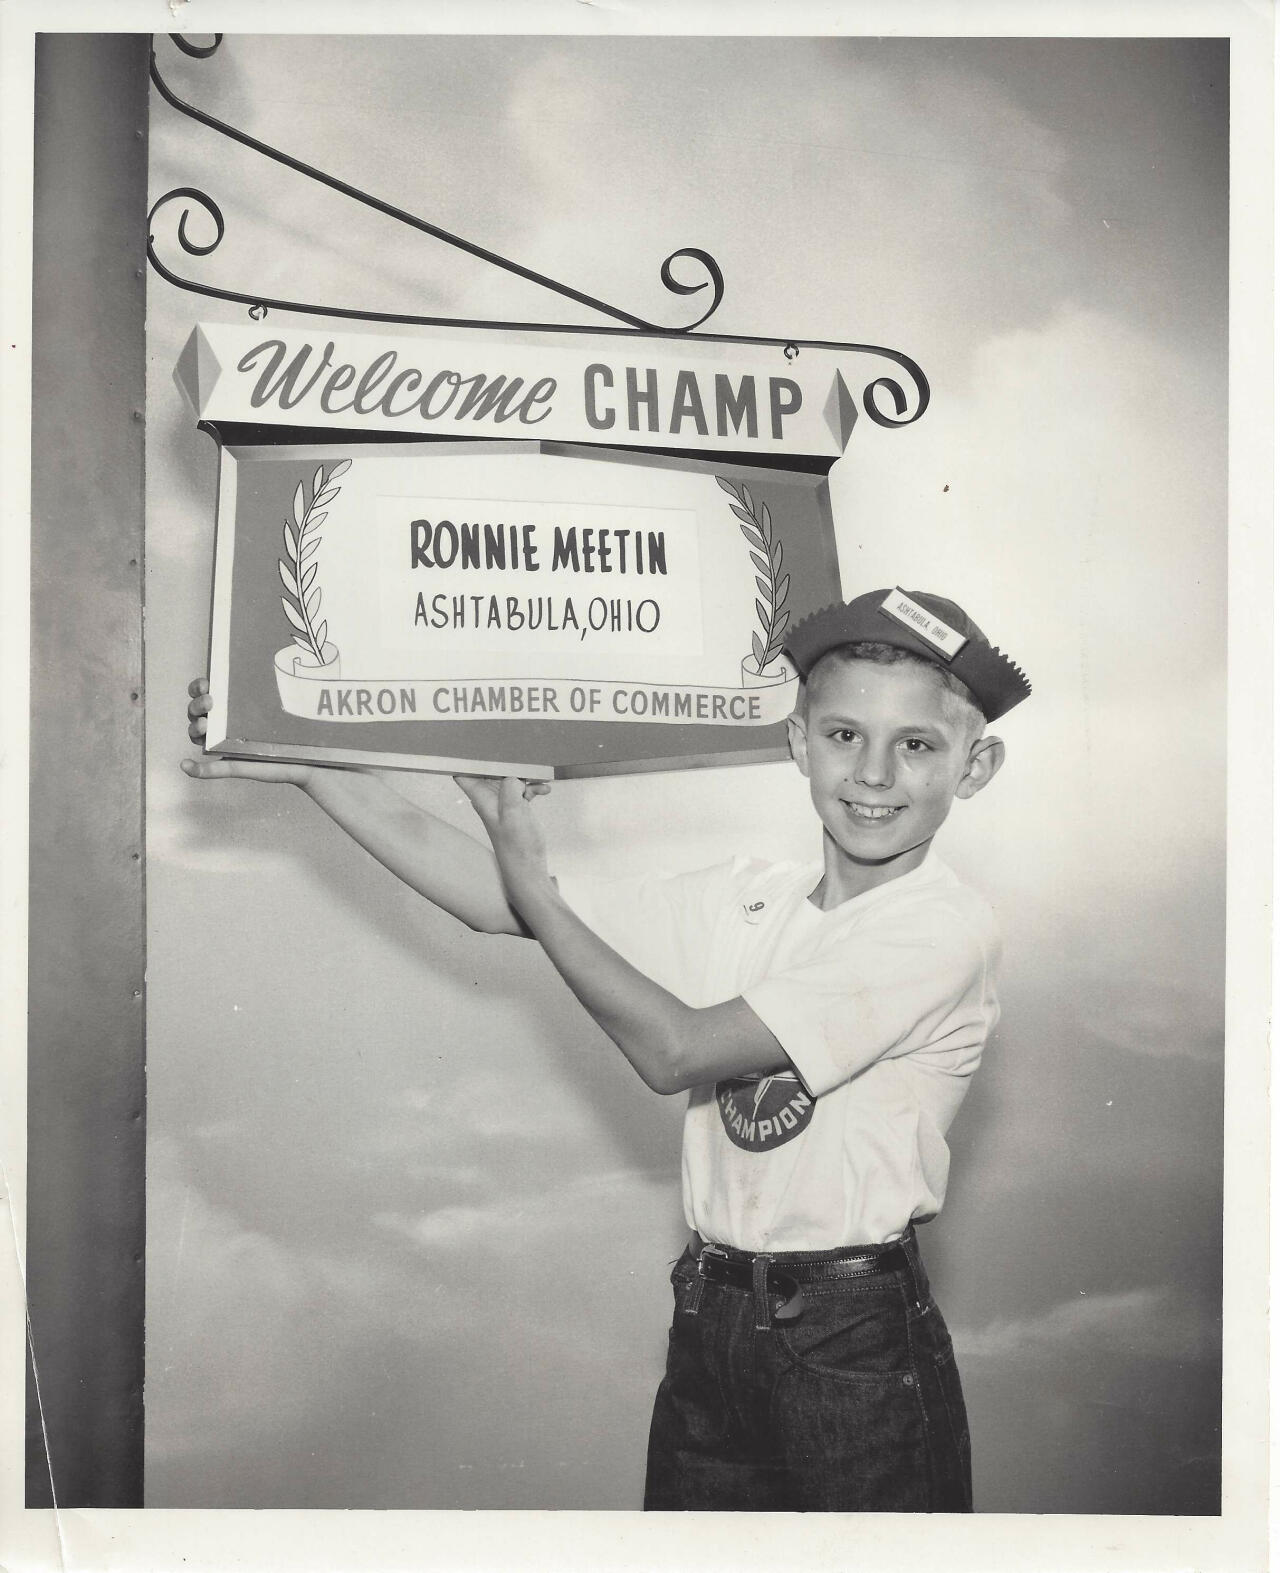 Welcome CHAMP
RONNIE MEETIN
ASHTABULA, OHIO
AKRON CHAMBER OF COMMERCE
ASHTABULA, OHIO
CHAMPION